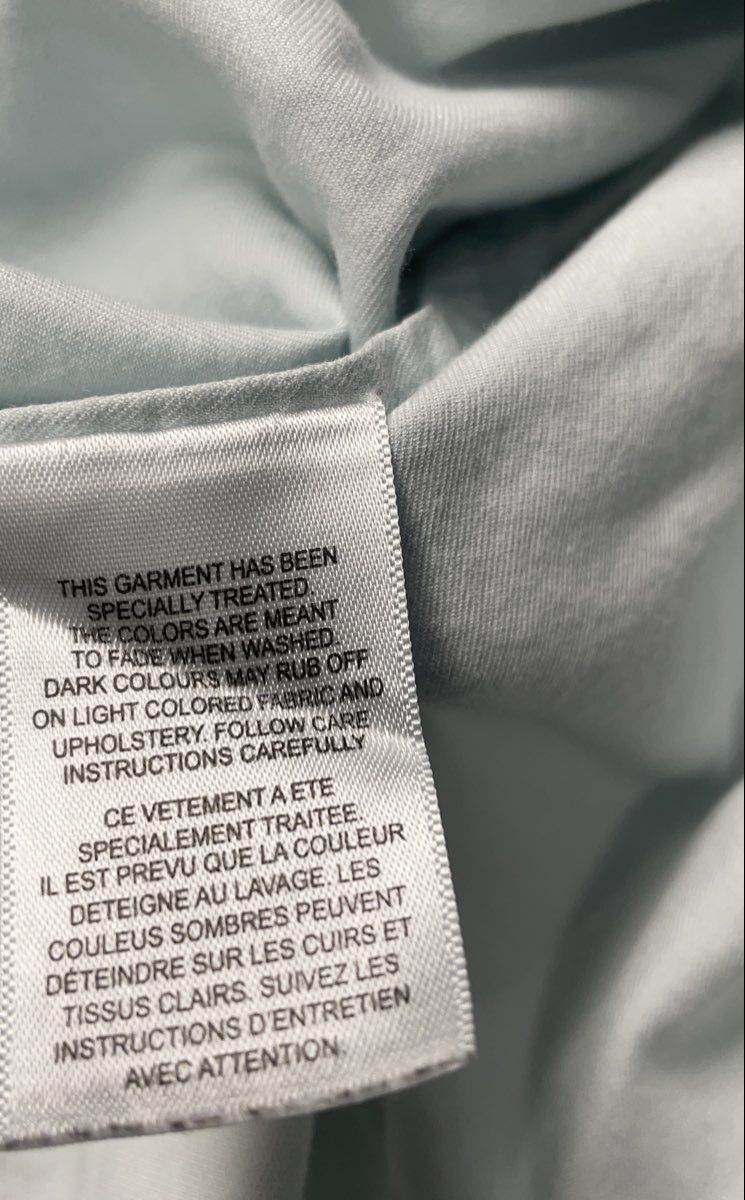 THIS GARMENT HAS BEEN
SPECIALLY TREATED.
THE COLORS ARE MEANT
TO FADE WHEN WASHED.
DARK COLOURS MAY RUB OFF
ON LIGHT COLORED FABRIC AND
UPHOLSTERY. FOLLOW CARE
INSTRUCTIONS CAREFULLY
CE VETEMENT A ETE
SPECIALEMENT TRAITEE.
IL EST PREVU QUE LA COULEUR
DETEIGNE AU LAVAGE. LES
COULEUS SOMBRES PEUVENT
DÉTEINDRE SUR LES CUIRS ET
TISSUS CLAIRS. SUIVEZ LES
INSTRUCTIONS D'ENTRETIEN
AVEC ATTENTION.